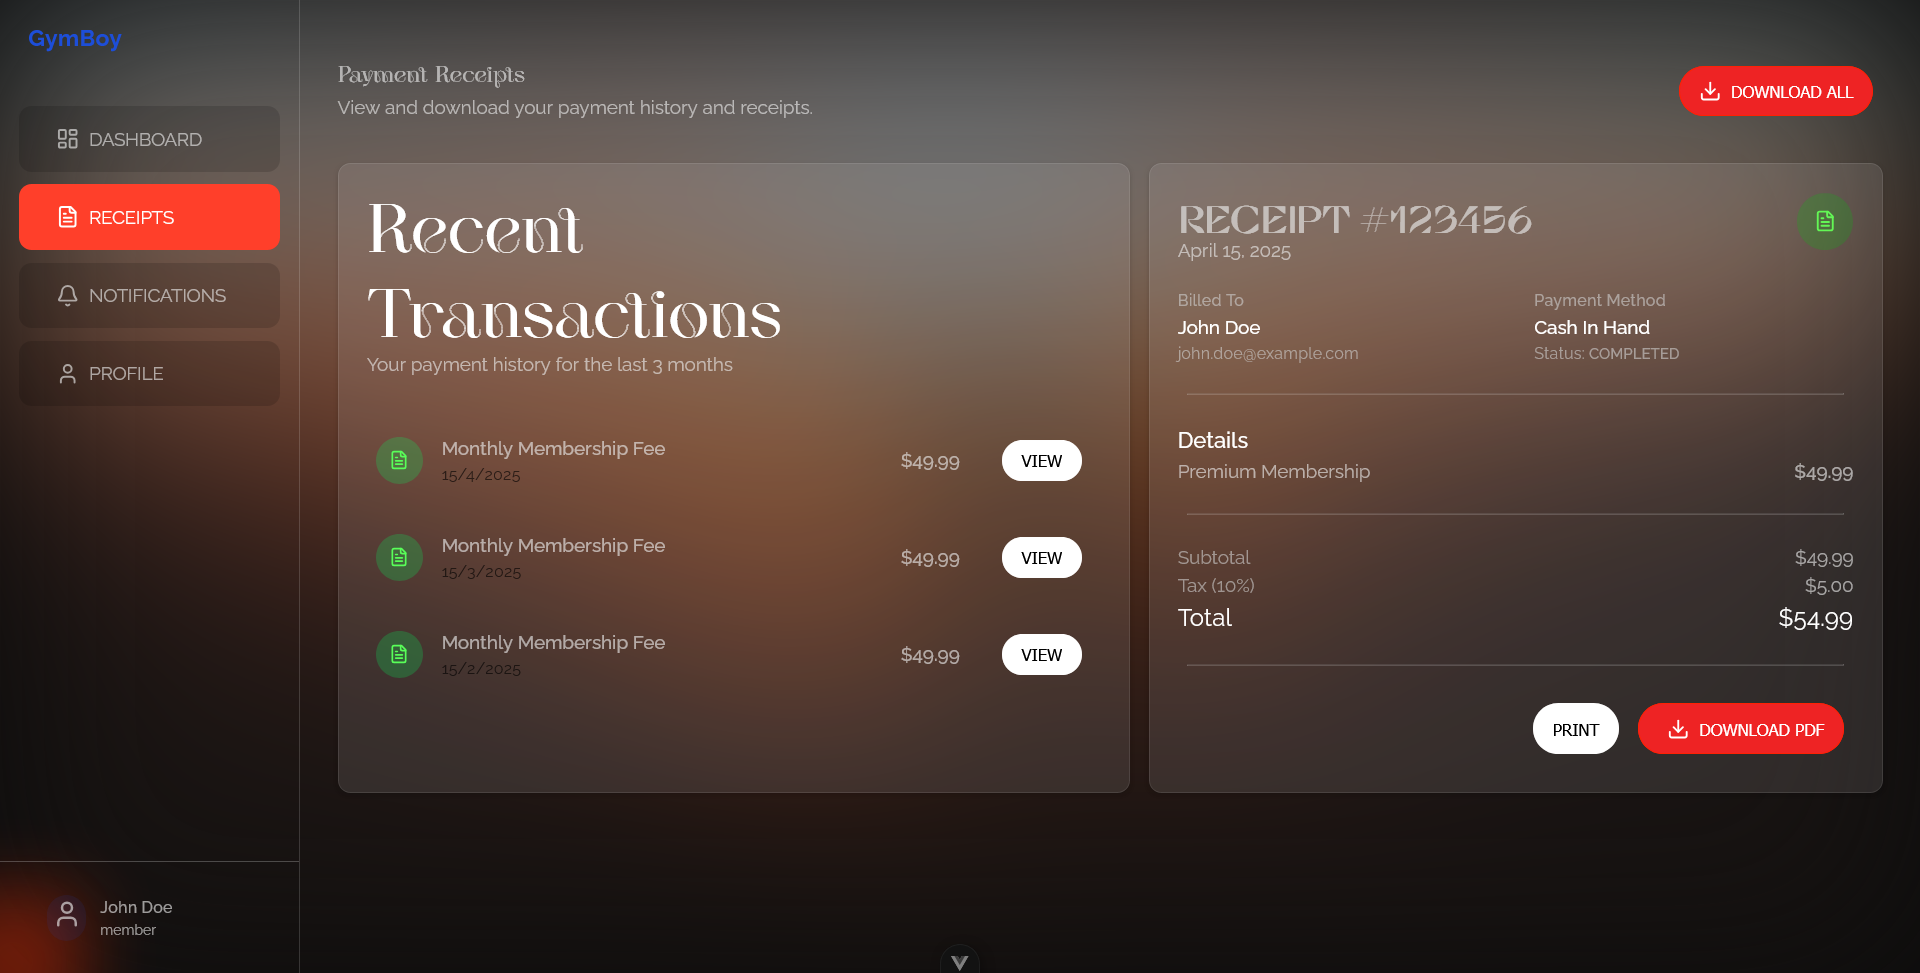 GymBoy
DASHBOARD
RECEIPTS
NOTIFICATIONS
PROFILE
John Doe
member
Payment Receipts
View and download your payment history and receipts.
DOWNLOAD ALL
Recent
Transactions
Your payment history for the last 3 months
Monthly Membership Fee
15/4/2025
$49.99
VIEW
Monthly Membership Fee
15/3/2025
$49.99
VIEW
Monthly Membership Fee
15/2/2025
$49.99
VIEW
RECEIPT #123456
April 15, 2025
Billed To
John Doe
john.doe@example.com
Payment Method
Cash In Hand
Status: COMPLETED
Details
Premium Membership $49.99
Subtotal $49.99
Tax (10%) $5.00
Total $54.99
PRINT
DOWNLOAD PDF